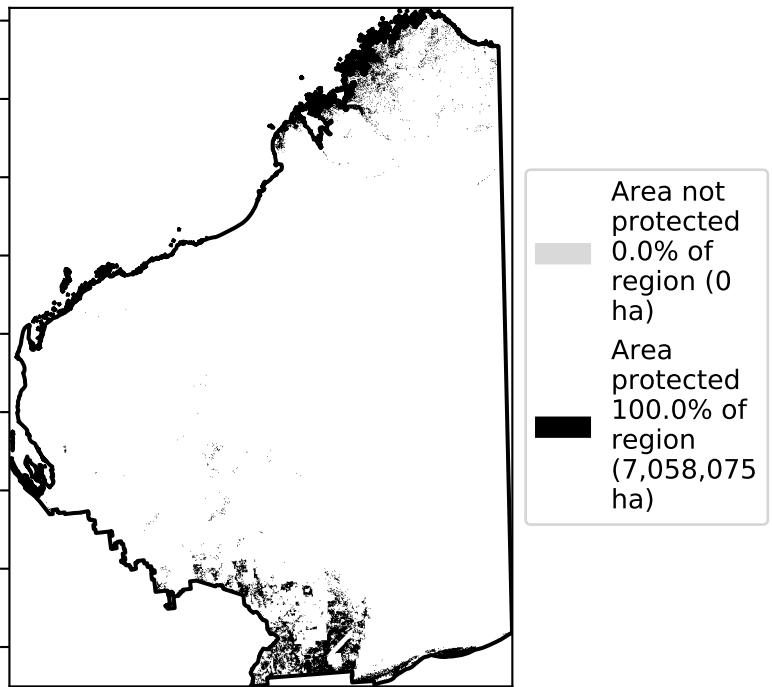 Area not
protected
0.0% of
region (0
ha)
Area
protected
100.0% of
region
(7,058,075
ha)